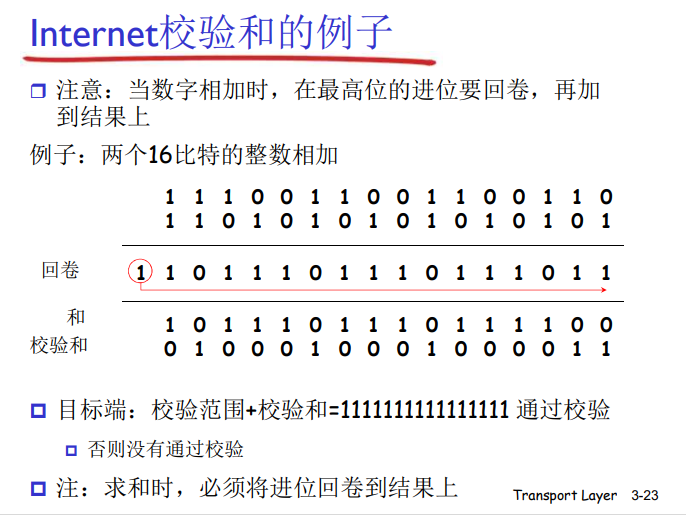 Internet校验和的例子
注意：当数字相加时，在最高位的进位要回卷，再加
到结果上
例子：两个16比特的整数相加
1 1 1 0 0 1 1 0 0 1 1 0 0 1 1 0
1 1 0 1 0 1 0 1 0 1 0 1 0 1 0 1
回卷 1 1 0 1 1 1 0 1 1 1 0 1 1 1 0 1 1
和 1 0 1 1 1 0 1 1 1 0 1 1 1 1 0 0
校验和 0 1 0 0 0 1 0 0 0 1 0 0 0 0 1 1
目标端：校验范围+校验和=1111111111111111 通过校验
否则没有通过校验
注：求和时，必须将进位回卷到结果上
Transport Layer 3-23